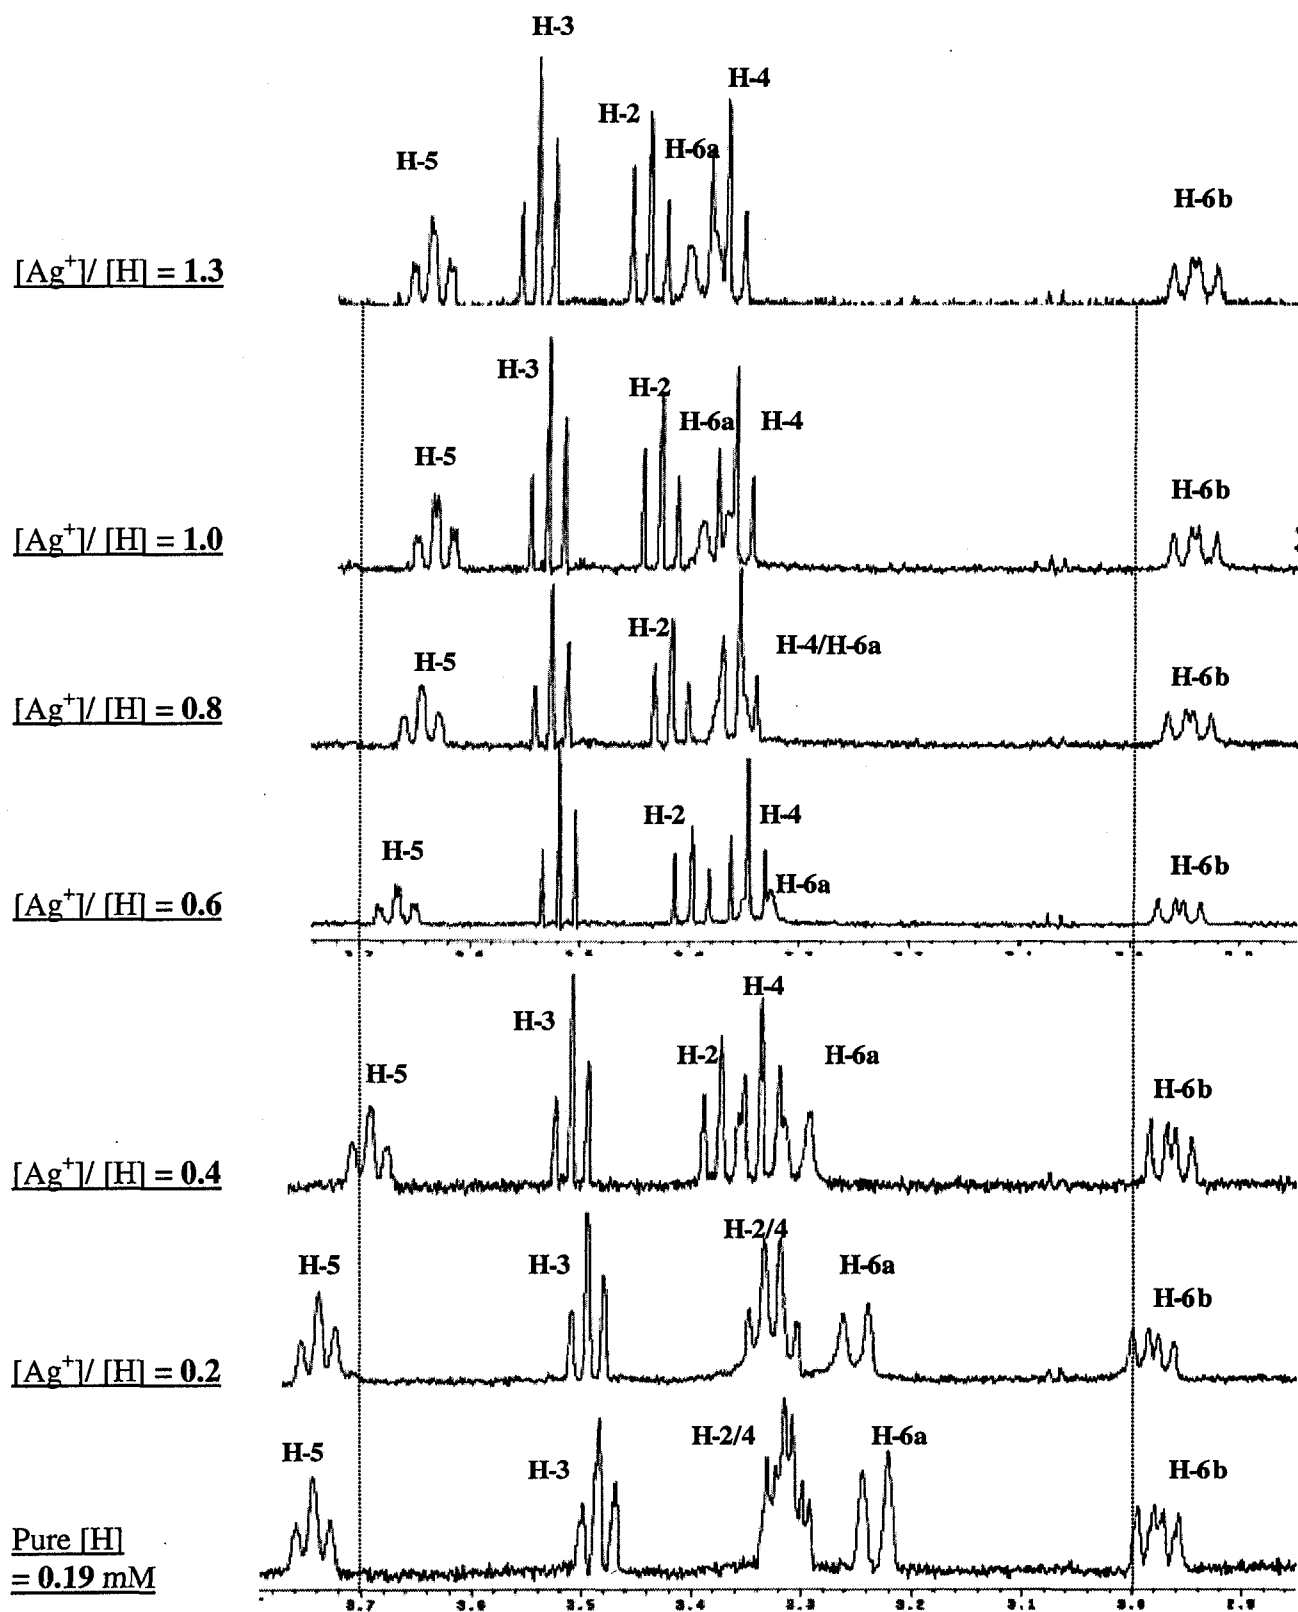 H-3
H-4
H-2
H-6a
H-5
H-6b
[Ag+]/ [H] = 1.3
H-3
H-2
H-6a
H-4
H-5
H-6b
[Ag+]/ [H] = 1.0
H-2
H-4/H-6a
H-5
H-6b
[Ag+]/ [H] = 0.8
H-2
H-4
H-5
H-6b
H-6a
[Ag+]/ [H] = 0.6
H-4
H-3
H-2
H-6a
H-5
H-6b
[Ag+]/ [H] = 0.4
H-2/4
H-5
H-3
H-6a
H-6b
[Ag+]/ [H] = 0.2
H-5
H-2/4
H-6a
H-3
H-6b
Pure [H]
= 0.19 mM
3.7 3.6 3.5 3.4 3.3 3.2 3.1 3.0 2.9